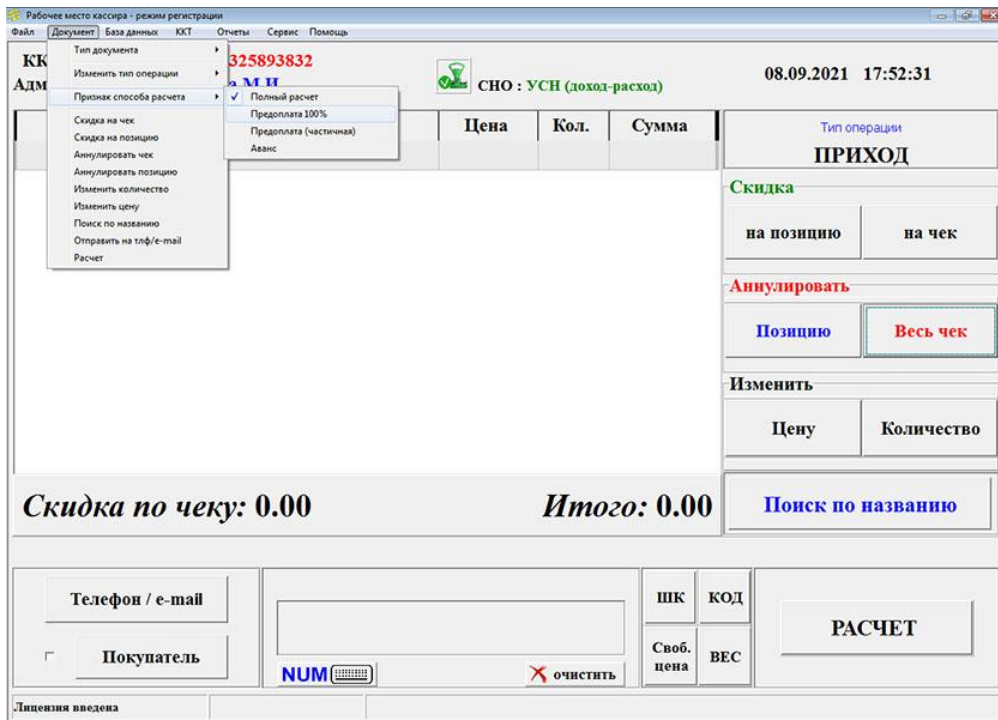 Рабочее место кассира - режим регистрации
Файл Документ База данных ККТ Отчеты Сервис Помощь
КК 325893832
Адм а М.И.
СНО : УСН (доход-расход)
08.09.2021 17:52:31
Тип документа
Изменить тип операции
Признак способа расчета
Скидка на чек
Скидка на позицию
Аннулировать чек
Аннулировать позицию
Изменить количество
Изменить цену
Поиск по названию
Отправить на тлф/e-mail
Расчет
Полный расчет
Предоплата 100%
Предоплата (частичная)
Аванс
Цена Кол. Сумма
Тип операции
ПРИХОД
Скидка
на позицию на чек
Аннулировать
Позицию Весь чек
Изменить
Цену Количество
Скидка по чеку: 0.00 Итого: 0.00
Поиск по названию
Телефон / e-mail
Покупатель
NUM
очистить
ШК КОД
Своб. цена
ВЕС
РАСЧЕТ
Лицензия введена